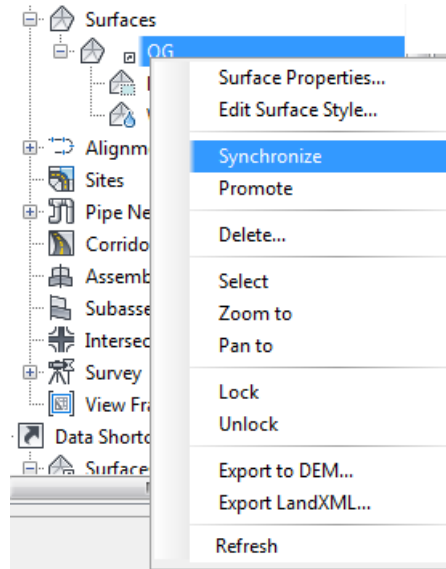 Surfaces
OG
Alignm
Sites
Pipe Ne
Corrido
Assemb
Subasse
Intersec
Survey
View Fra
Data Shortc
Surface
Surface Properties...
Edit Surface Style...
Synchronize
Promote
Delete...
Select
Zoom to
Pan to
Lock
Unlock
Export to DEM...
Export LandXML...
Refresh